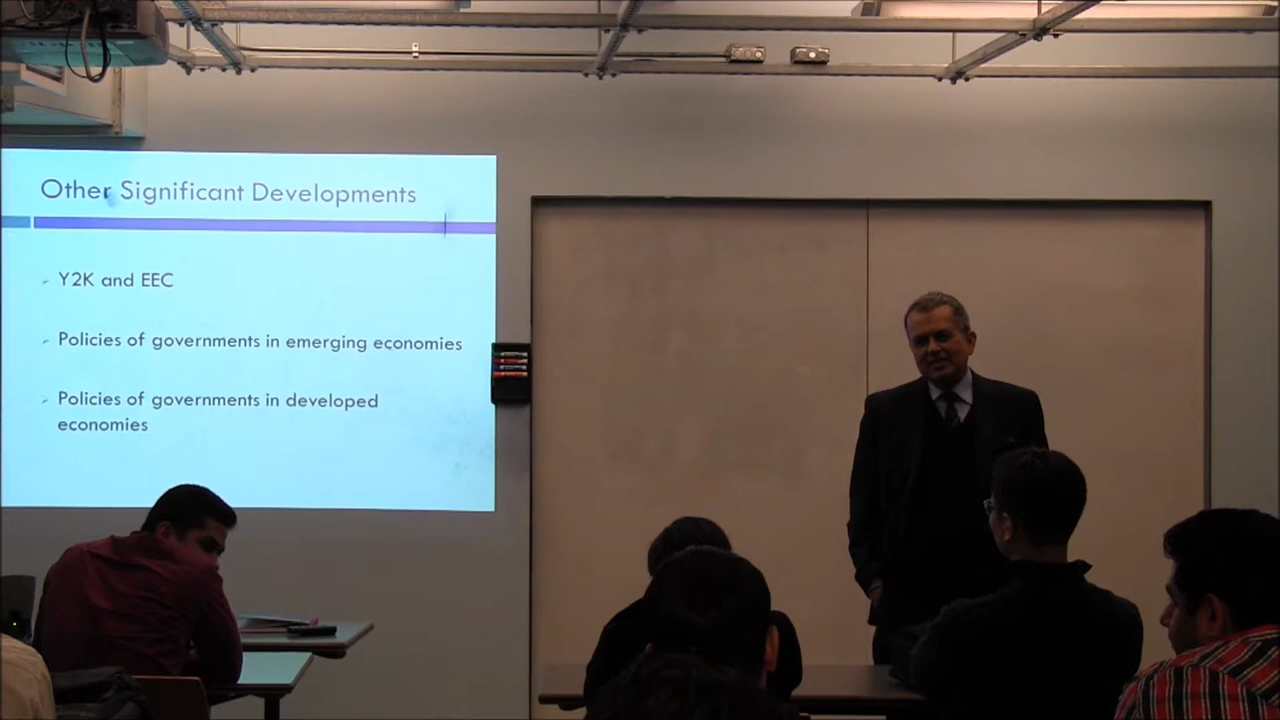 Other Significant Developments
Y2K and EEC
Policies of governments in emerging economies
Policies of governments in developed
economies